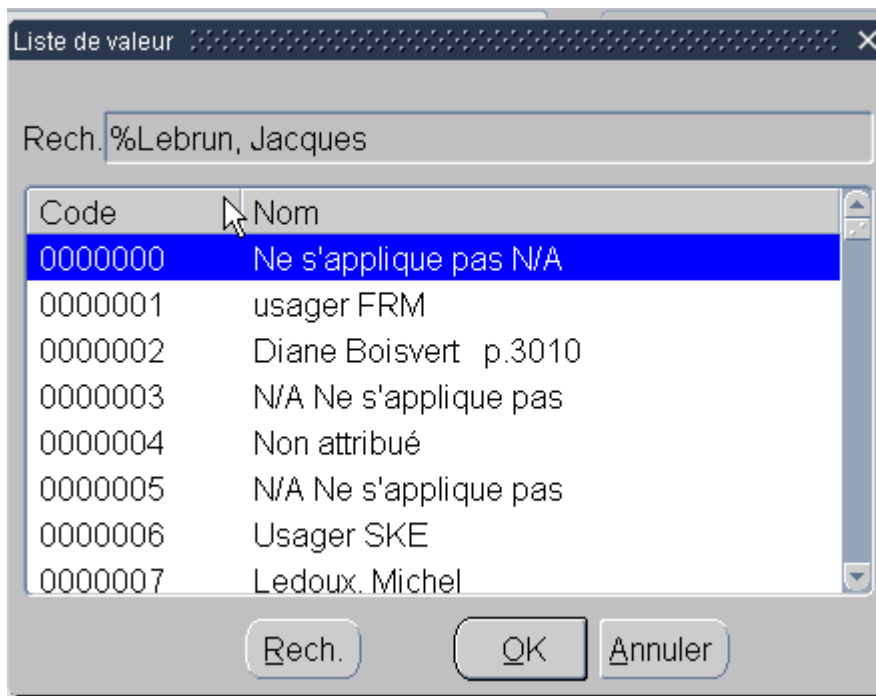 Liste de valeur
Rech. %Lebrun, Jacques
Code Nom
0000000 Ne s'applique pas N/A
0000001 usager FRM
0000002 Diane Boisvert p.3010
0000003 N/A Ne s'applique pas
0000004 Non attribué
0000005 N/A Ne s'applique pas
0000006 Usager SKE
0000007 Ledoux, Michel
Rech. OK Annuler